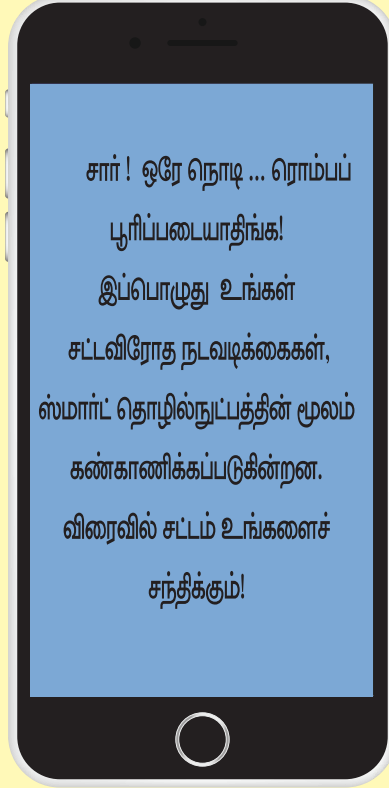 சார் ! ஒரே நொடி ... ரொம்பப்
பூரிப்படையாதிங்க!
இப்பொழுது உங்கள்
சட்டவிரோத நடவடிக்கைகள்,
ஸ்மார்ட் தொழில்நுட்பத்தின் மூலம்
கண்காணிக்கப்படுகின்றன.
விரைவில் சட்டம் உங்களைச்
சந்திக்கும்!